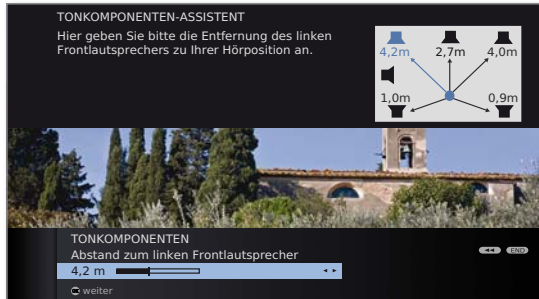 TONKOMPONENTEN-ASSISTENT
Hier geben Sie bitte die Entfernung des linken
Frontlautsprechers zu Ihrer Hörposition an.
4,2m 2,7m 4,0m
1,0m 0,9m
TONKOMPONENTEN
Abstand zum linken Frontlautsprecher
4,2 m
END
OK weiter